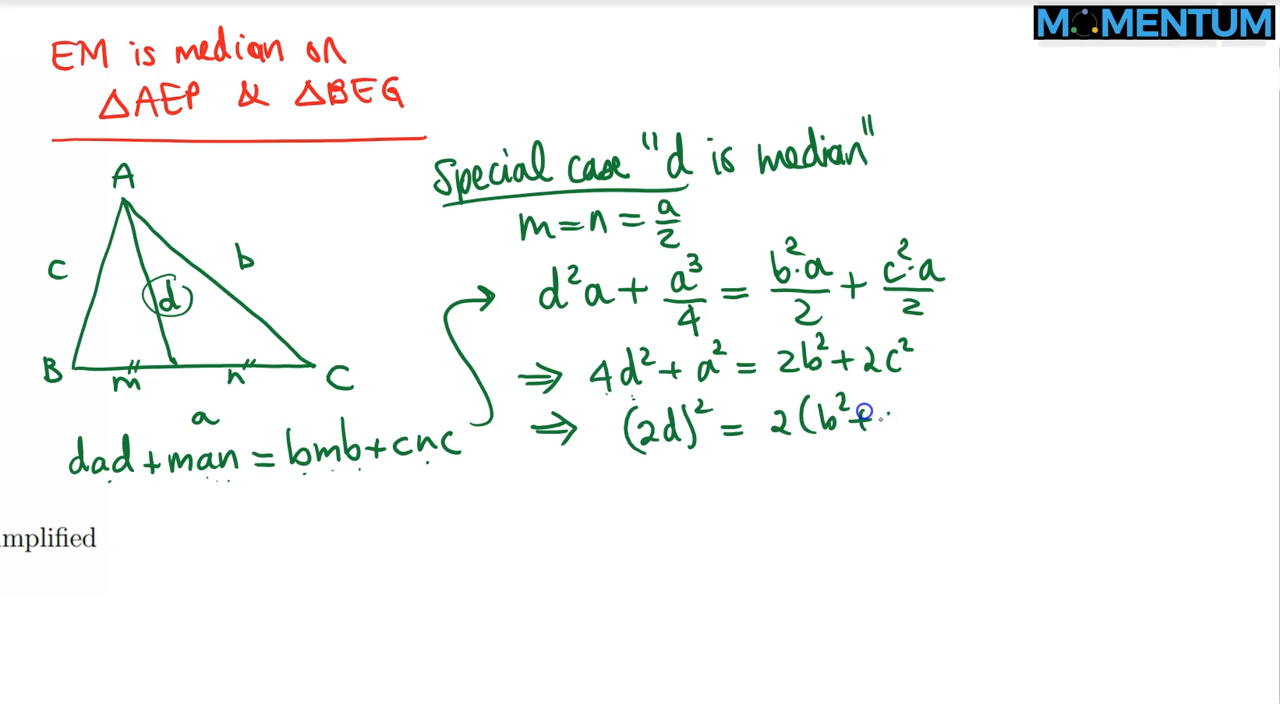 MOMENTUM
EM is median on
△AEP & △BEG
Special case "d is median"
m=n=a/2
A
c
b
d
B
m
n
C
a
d²a + a³/4 = b²·a/2 + c²·a/2
⇒ 4d² + a² = 2b² + 2c²
⇒ (2d)² = 2(b²+
dad + man = bmb + cnc
mplified